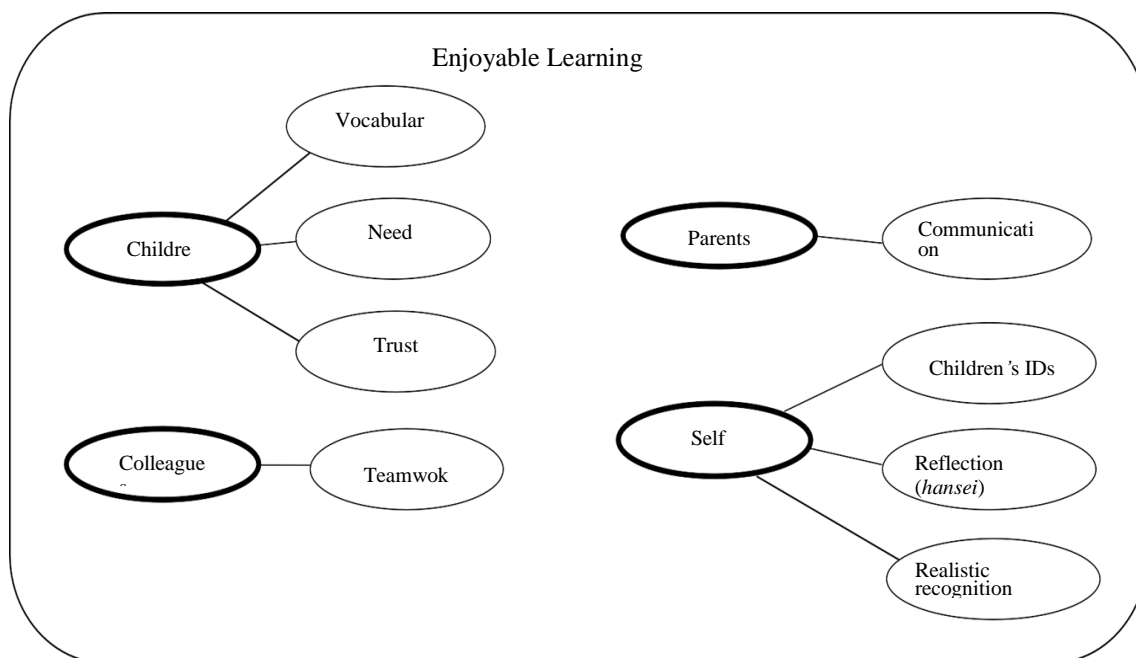 Enjoyable Learning
Vocabular
Childre
Need
Trust
Colleague
s
Teamwok
Parents
Communicati
on
Self
Children's IDs
Reflection
(hansei)
Realistic
recognition